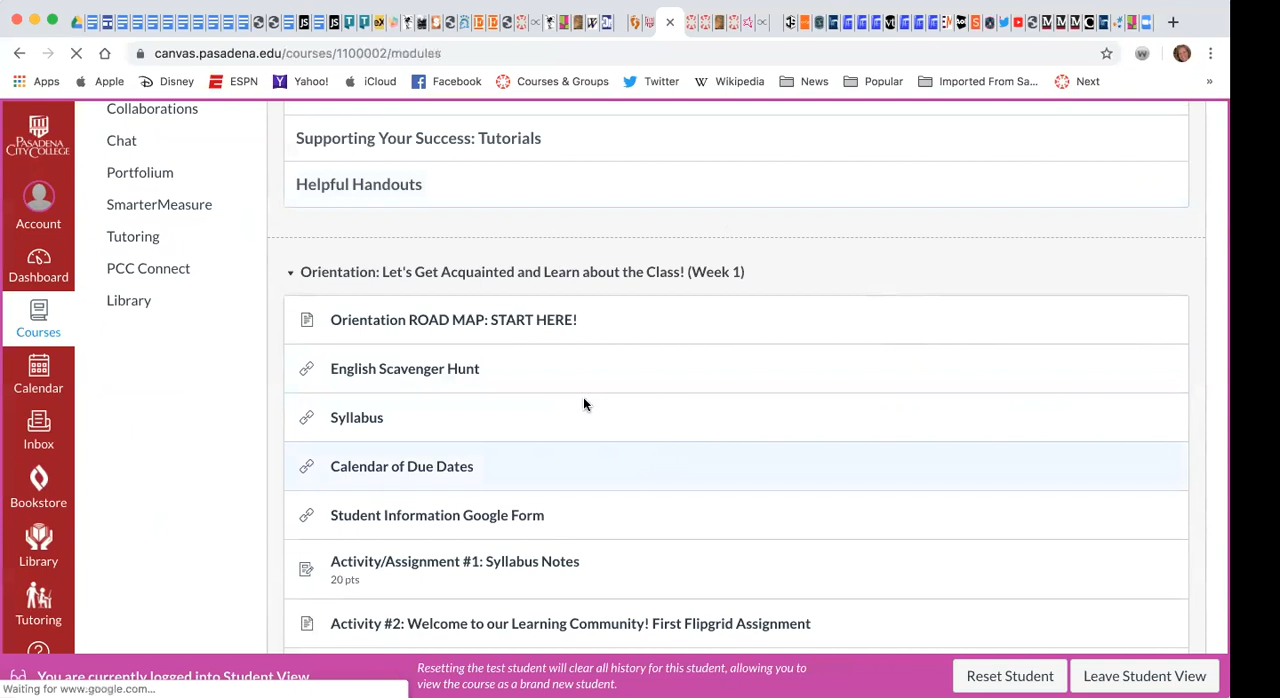 canvas.pasadena.edu/courses/1100002/modules
Apps Apple Disney ESPN Yahoo! iCloud Facebook Courses & Groups Twitter Wikipedia News Popular Imported From Sa... Next »
PASADENA
CITY COLLEGE
Account
Dashboard
Courses
Calendar
Inbox
Bookstore
Library
Tutoring
Collaborations
Chat
Portfolium
SmarterMeasure
Tutoring
PCC Connect
Library
Supporting Your Success: Tutorials
Helpful Handouts
Orientation: Let's Get Acquainted and Learn about the Class! (Week 1)
Orientation ROAD MAP: START HERE!
English Scavenger Hunt
Syllabus
Calendar of Due Dates
Student Information Google Form
Activity/Assignment #1: Syllabus Notes
20 pts
Activity #2: Welcome to our Learning Community! First Flipgrid Assignment
You are currently logged into Student View
Resetting the test student will clear all history for this student, allowing you to
view the course as a brand new student.
Reset Student
Leave Student View
Waiting for www.google.com...